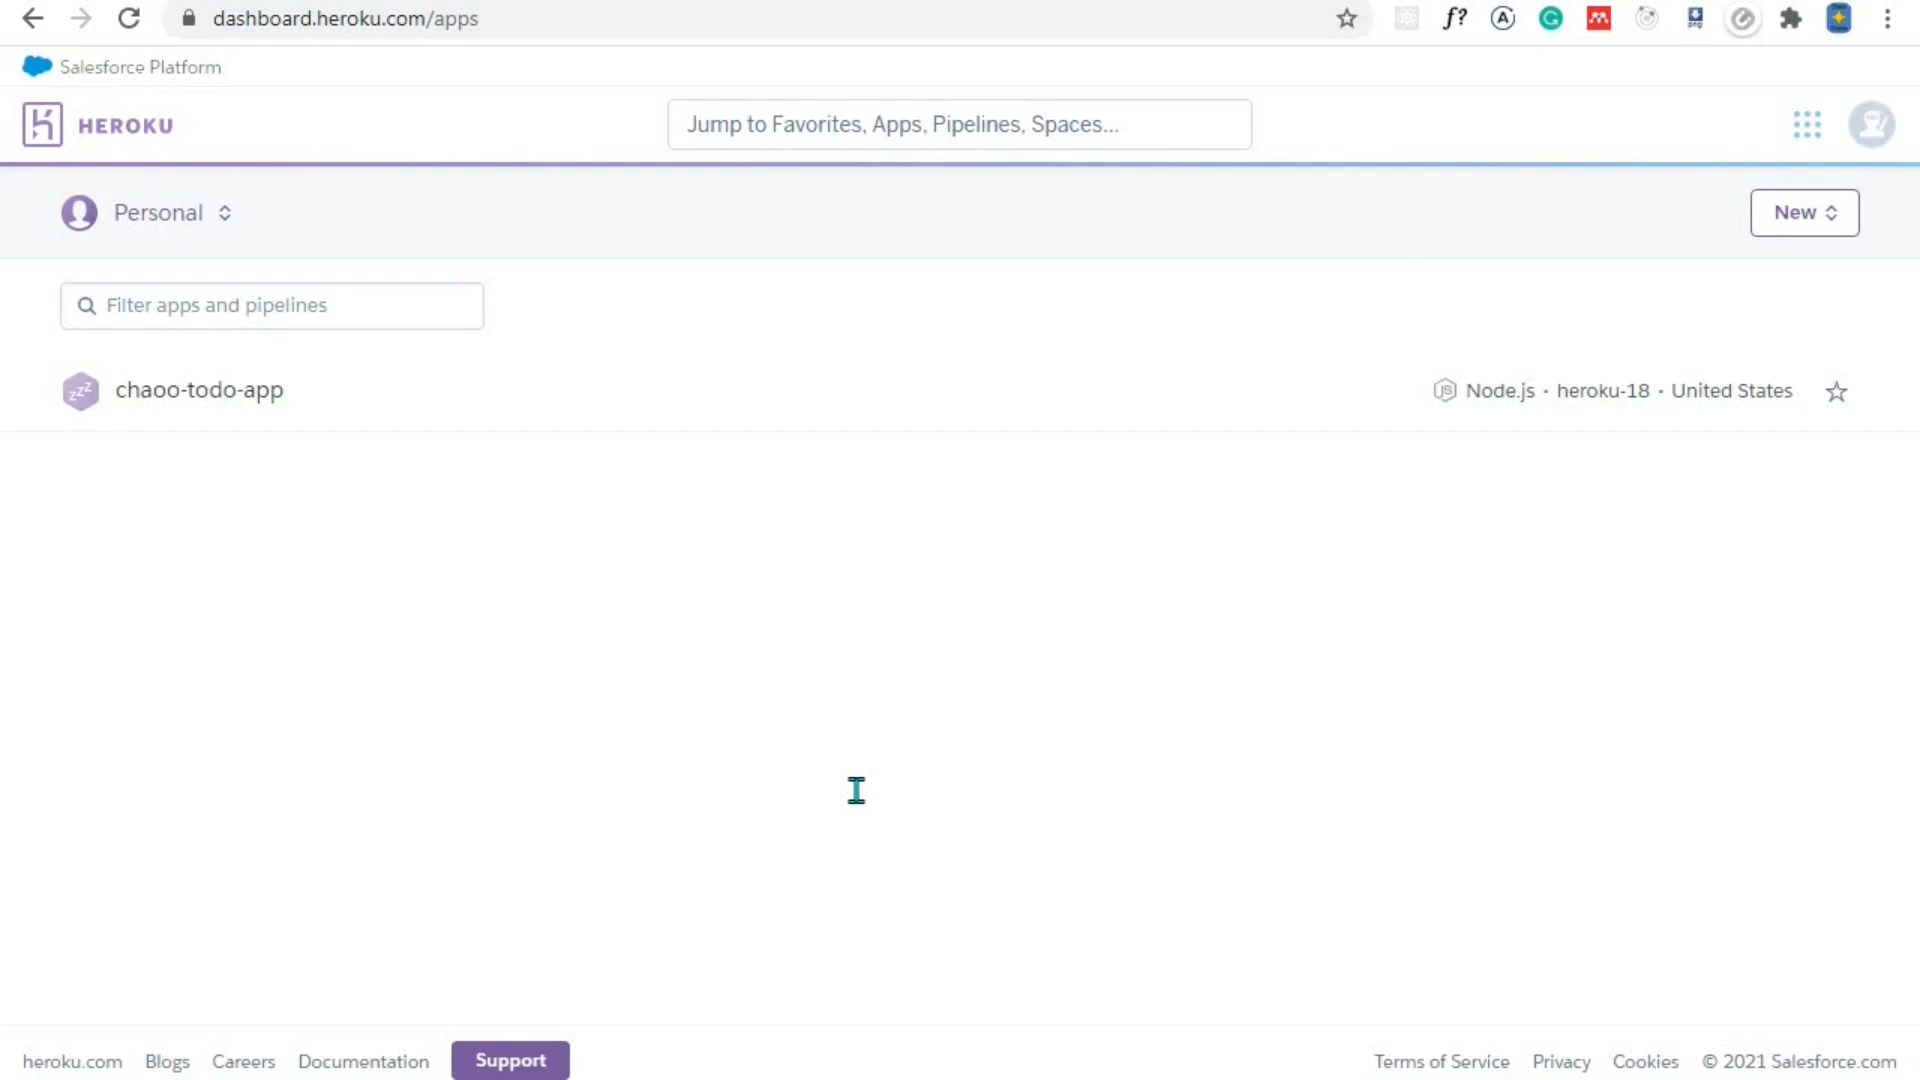 dashboard.heroku.com/apps
f?
Salesforce Platform
HEROKU
Jump to Favorites, Apps, Pipelines, Spaces...
Personal
New
Filter apps and pipelines
zzz chaoo-todo-app
JS Node.js • heroku-18 • United States
heroku.com Blogs Careers Documentation Support
Terms of Service Privacy Cookies © 2021 Salesforce.com